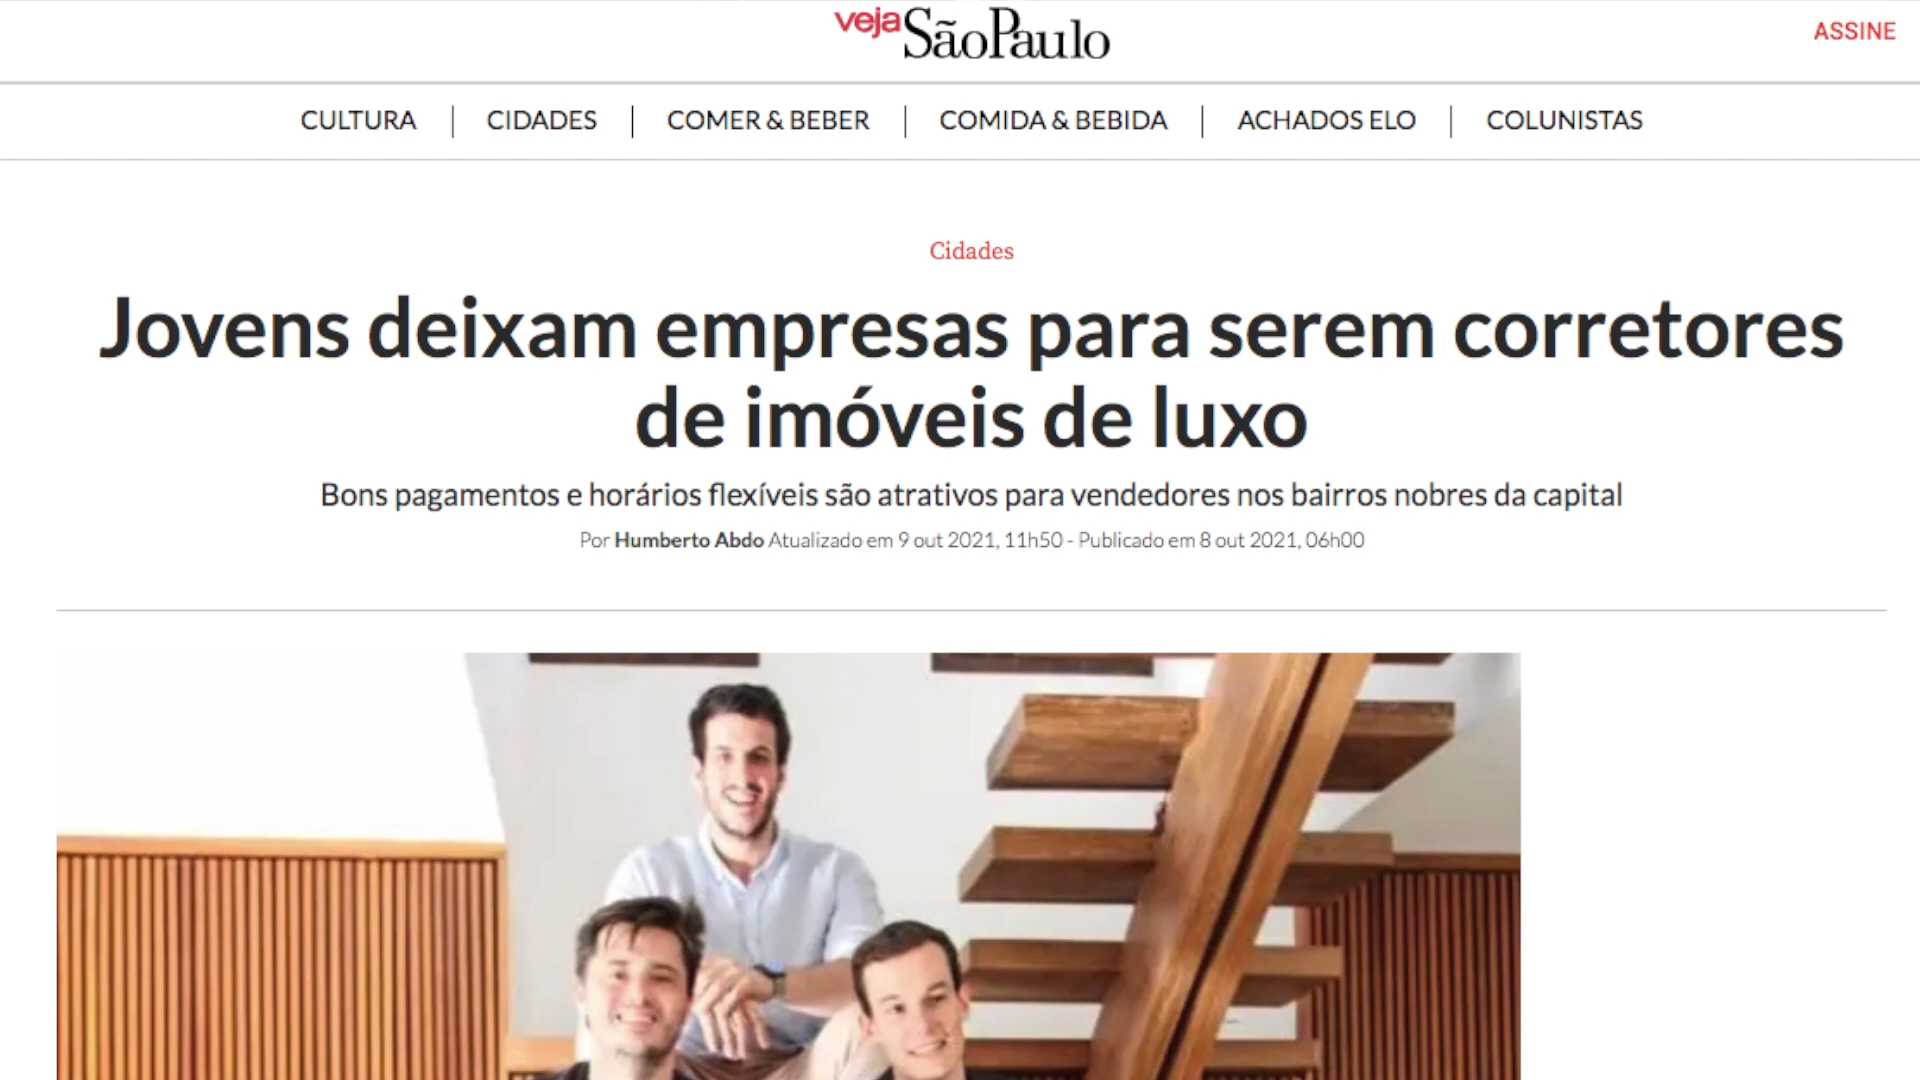 veja SãoPaulo
ASSINE
CULTURA | CIDADES | COMER & BEBER | COMIDA & BEBIDA | ACHADOS ELO | COLUNISTAS
Cidades
Jovens deixam empresas para serem corretores
de imóveis de luxo
Bons pagamentos e horários flexíveis são atrativos para vendedores nos bairros nobres da capital
Por Humberto Abdo Atualizado em 9 out 2021, 11h50 - Publicado em 8 out 2021, 06h00